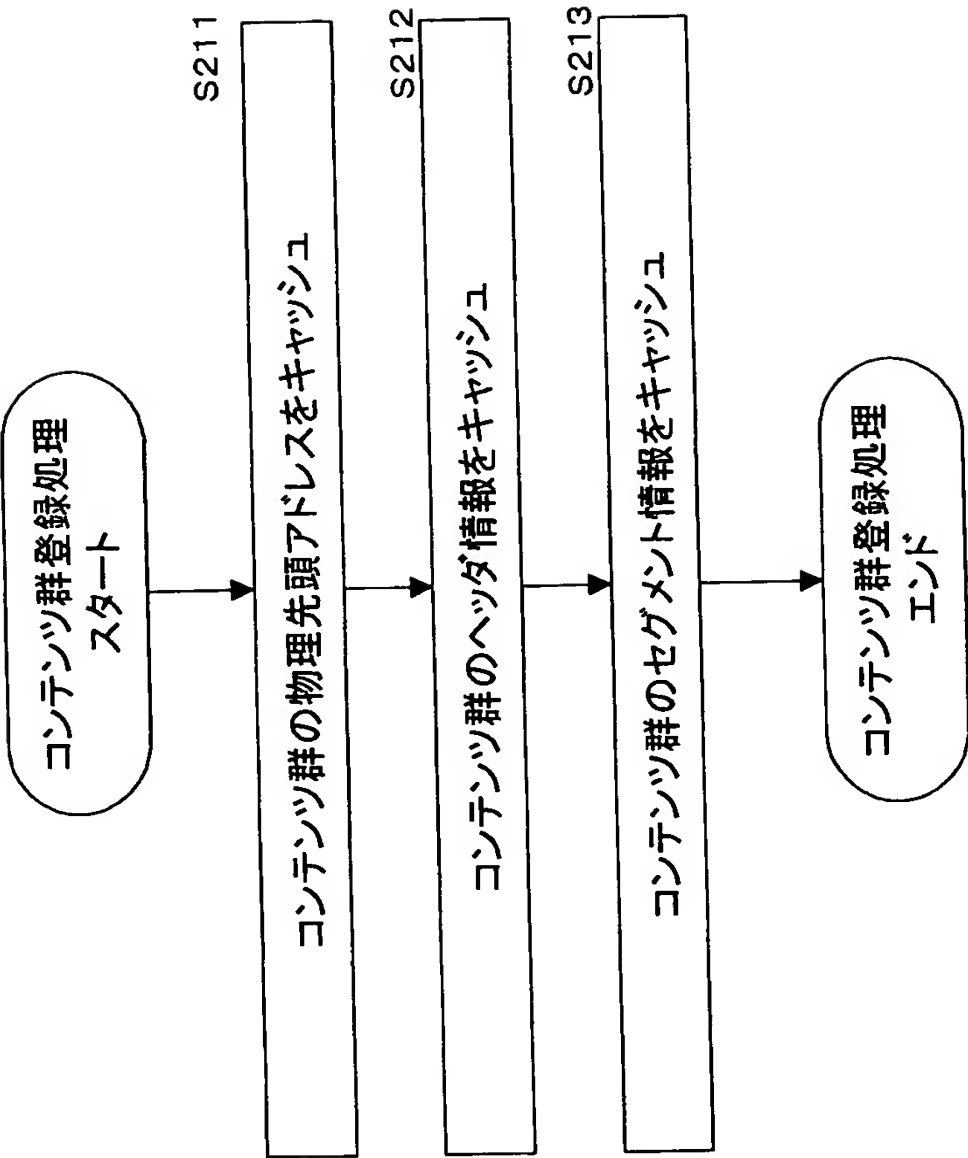 コンテンツ群登録処理
スタート
S211
コンテンツ群の物理先頭アドレスをキャッシュ
S212
コンテンツ群のヘッダ情報をキャッシュ
S213
コンテンツ群のセグメント情報をキャッシュ
コンテンツ群登録処理
エンド